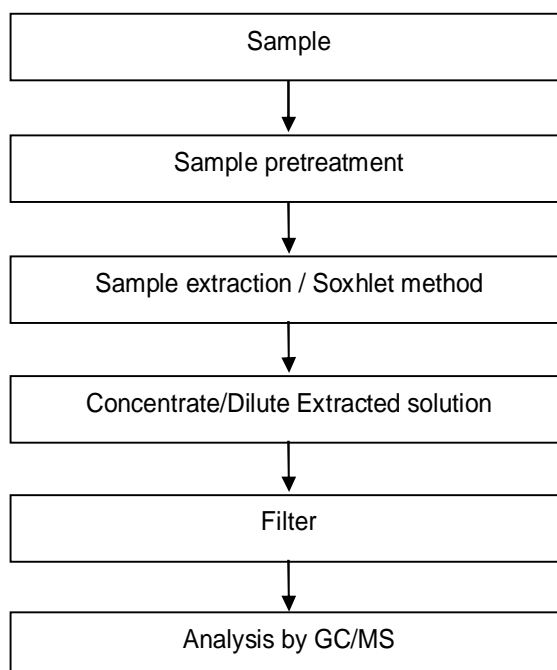 Sample
Sample pretreatment
Sample extraction / Soxhlet method
Concentrate/Dilute Extracted solution
Filter
Analysis by GC/MS